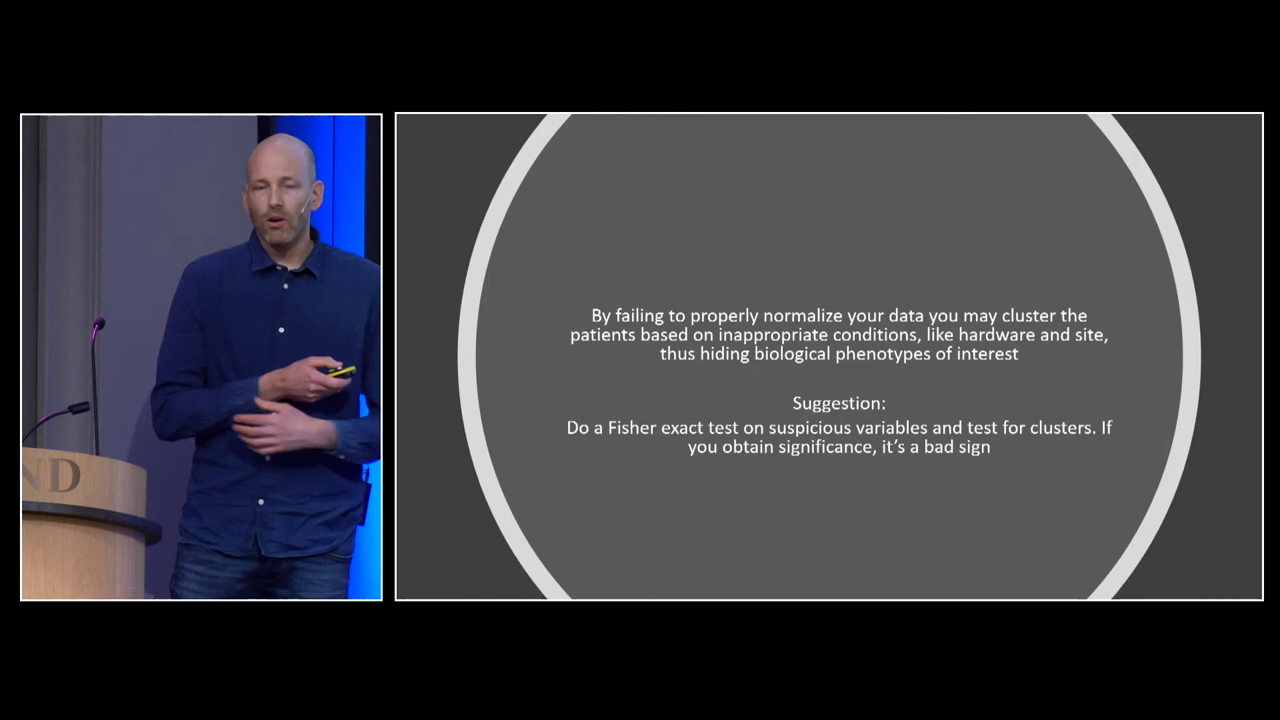 ND
By failing to properly normalize your data you may cluster the
patients based on inappropriate conditions, like hardware and site,
thus hiding biological phenotypes of interest
Suggestion:
Do a Fisher exact test on suspicious variables and test for clusters. If
you obtain significance, it’s a bad sign